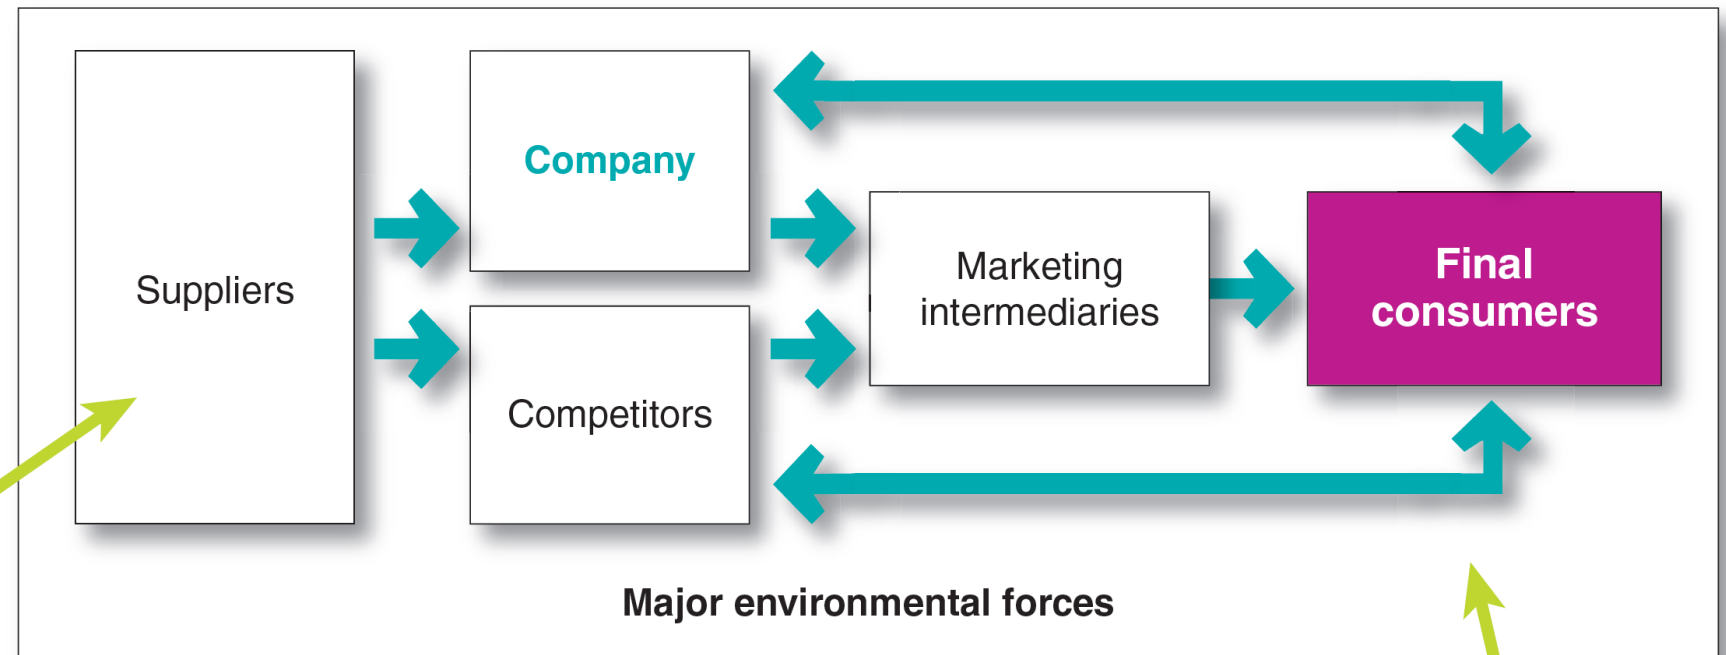 Company
Suppliers
Competitors
Marketing
intermediaries
Final
consumers
Major environmental forces